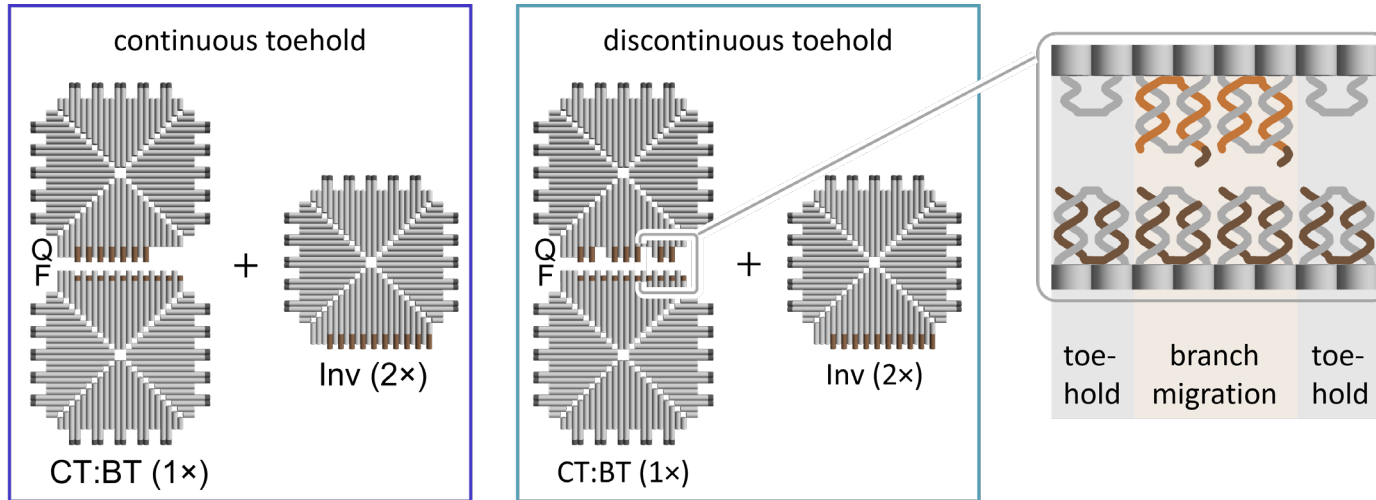 continuous toehold
Q
F
+
Inv (2×)
CT:BT (1×)
discontinuous toehold
Q
F
+
Inv (2×)
CT:BT (1×)
toe-
hold
branch
migration
toe-
hold